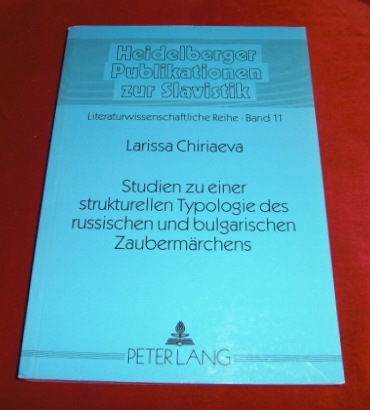 Heidelberger
Publikationen
zur Slavistik
Literaturwissenschaftliche Reihe · Band 11
Larissa Chiriaeva
Studien zu einer
strukturellen Typologie des
russischen und bulgarischen
Zaubermärchens
PETER LANG